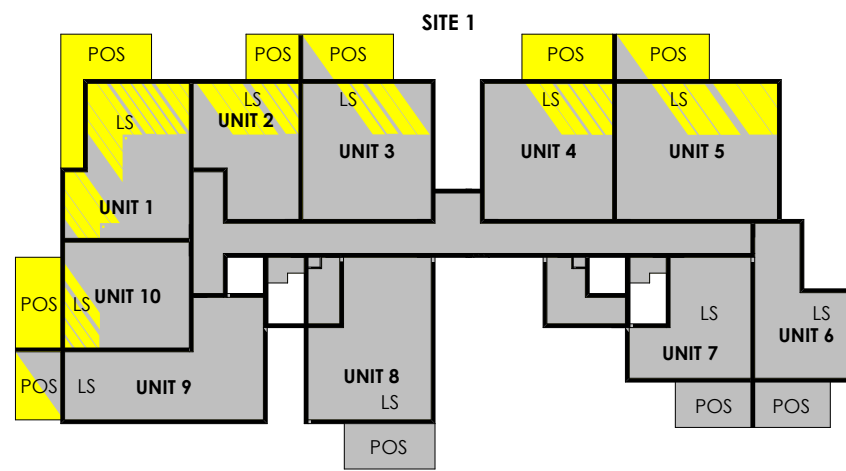 SITE 1
POS
POS
POS
POS
POS
LS
LS
LS
LS
LS
UNIT 2
UNIT 3
UNIT 4
UNIT 5
UNIT 1
POS
LS
UNIT 10
LS
LS
UNIT 7
UNIT 6
POS
LS
UNIT 9
UNIT 8
LS
POS
POS
POS